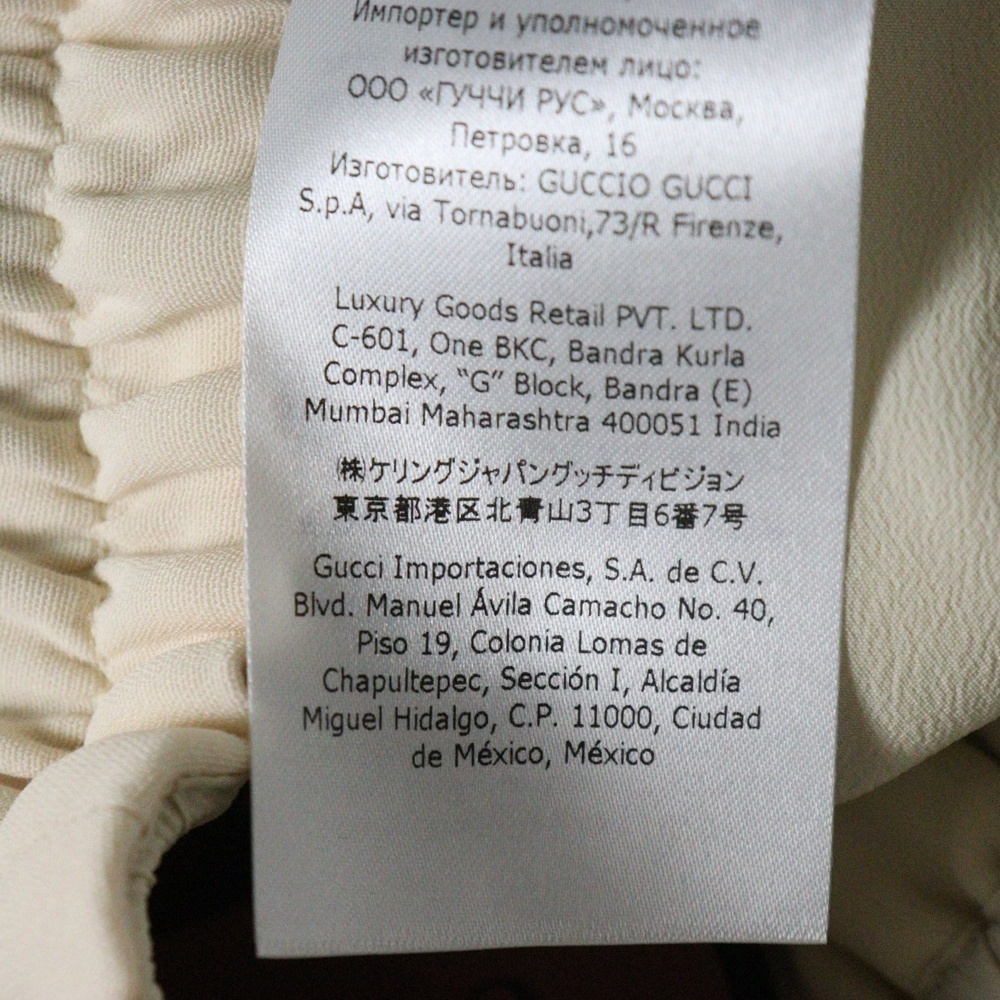 Импортер и уполномоченное
изготовителем лицо:
ООО «ГУЧЧИ РУС», Москва,
Петровка, 16
Изготовитель: GUCCIO GUCCI
S.p.A, via Tornabuoni,73/R Firenze,
Italia
Luxury Goods Retail PVT. LTD.
C-601, One BKC, Bandra Kurla
Complex, “G” Block, Bandra (E)
Mumbai Maharashtra 400051 India
㈱ケリングジャパングッチディビジョン
東京都港区北青山3丁目6番7号
Gucci Importaciones, S.A. de C.V.
Blvd. Manuel Ávila Camacho No. 40,
Piso 19, Colonia Lomas de
Chapultepec, Sección I, Alcaldía
Miguel Hidalgo, C.P. 11000, Ciudad
de México, México